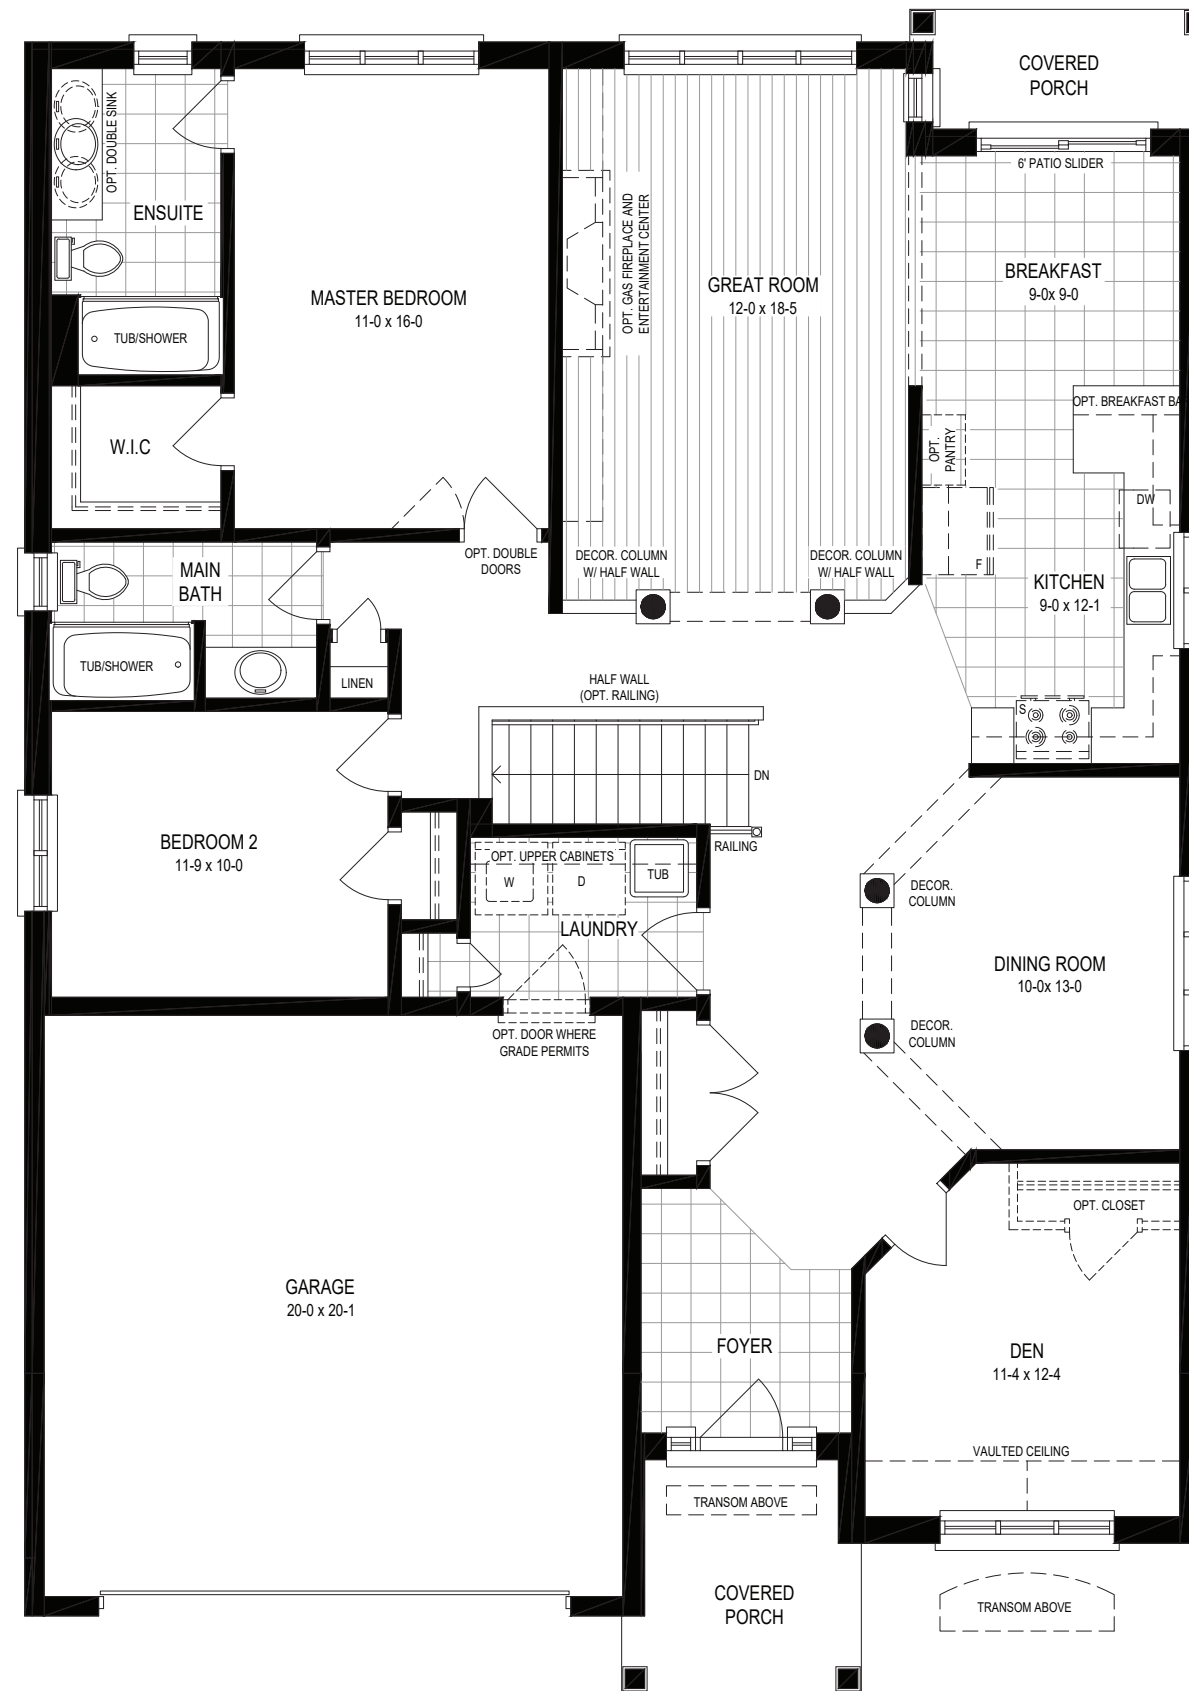 COVERED
PORCH
6' PATIO SLIDER
OPT. DOUBLE SINK
ENSUITE
TUB/SHOWER
W.I.C
MASTER BEDROOM
11-0 x 16-0
OPT. GAS FIREPLACE AND
ENTERTAINMENT CENTER
GREAT ROOM
12-0 x 18-5
BREAKFAST
9-0x 9-0
OPT. BREAKFAST BA
OPT.
PANTRY
DW
F
KITCHEN
9-0 x 12-1
S
OPT. DOUBLE
DOORS
DECOR. COLUMN
W/ HALF WALL
DECOR. COLUMN
W/ HALF WALL
MAIN
BATH
TUB/SHOWER
LINEN
HALF WALL
(OPT. RAILING)
DN
RAILING
BEDROOM 2
11-9 x 10-0
OPT. UPPER CABINETS
W
D
TUB
LAUNDRY
DECOR.
COLUMN
DINING ROOM
10-0x 13-0
DECOR.
COLUMN
OPT. DOOR WHERE
GRADE PERMITS
OPT. CLOSET
GARAGE
20-0 x 20-1
FOYER
DEN
11-4 x 12-4
VAULTED CEILING
TRANSOM ABOVE
COVERED
PORCH
TRANSOM ABOVE